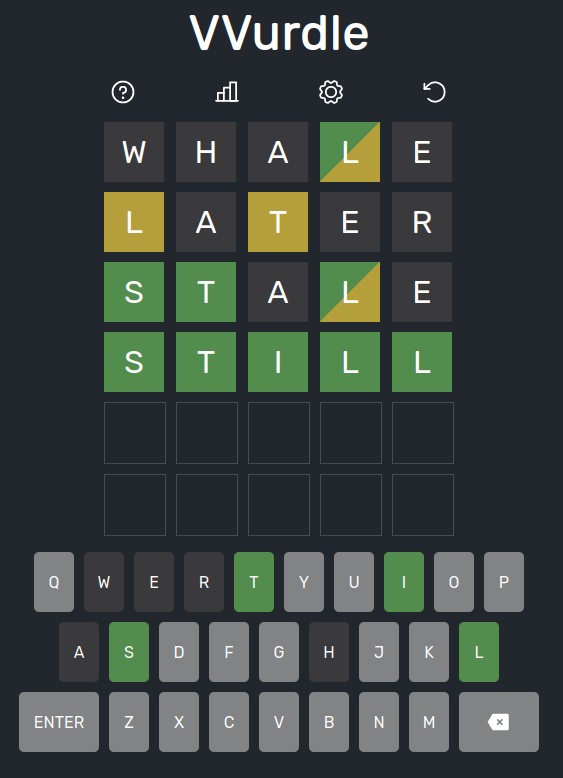 VVurdle
?
W H A L E
L A T E R
S T A L E
S T I L L
Q W E R T Y U I O P
A S D F G H J K L
ENTER Z X C V B N M